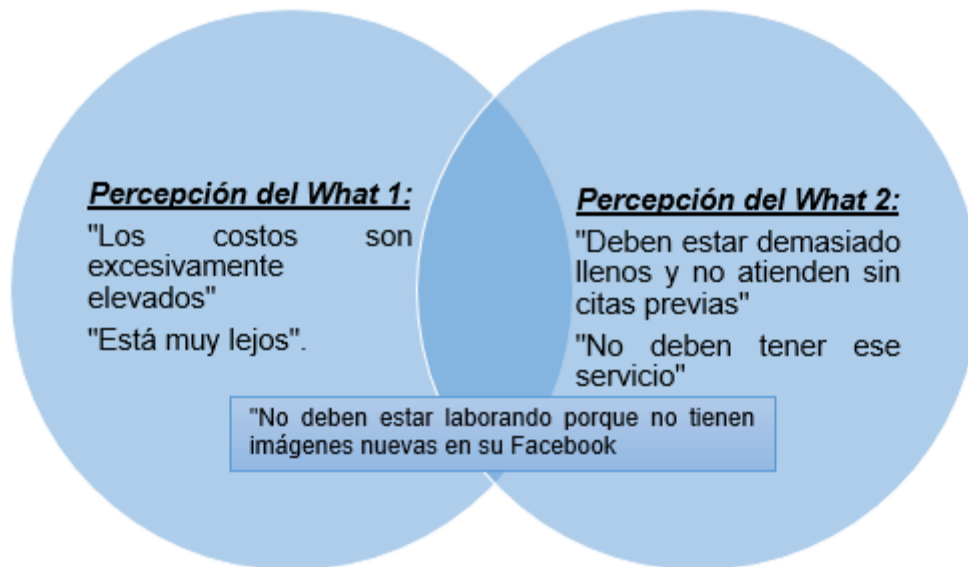 Percepción del What 1:
"Los costos son
excesivamente
elevados"
"Está muy lejos".
Percepción del What 2:
"Deben estar demasiado
llenos y no atienden sin
citas previas"
"No deben tener ese
servicio"
"No deben estar laborando porque no tienen
imágenes nuevas en su Facebook